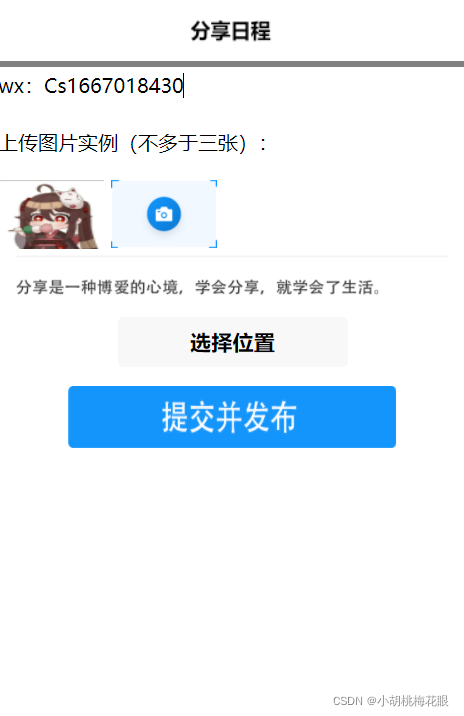 分享日程
wx：Cs1667018430
上传图片实例（不多于三张）：
分享是一种博爱的心境，学会分享，就学会了生活。
选择位置
提交并发布
CSDN @小胡桃梅花眼